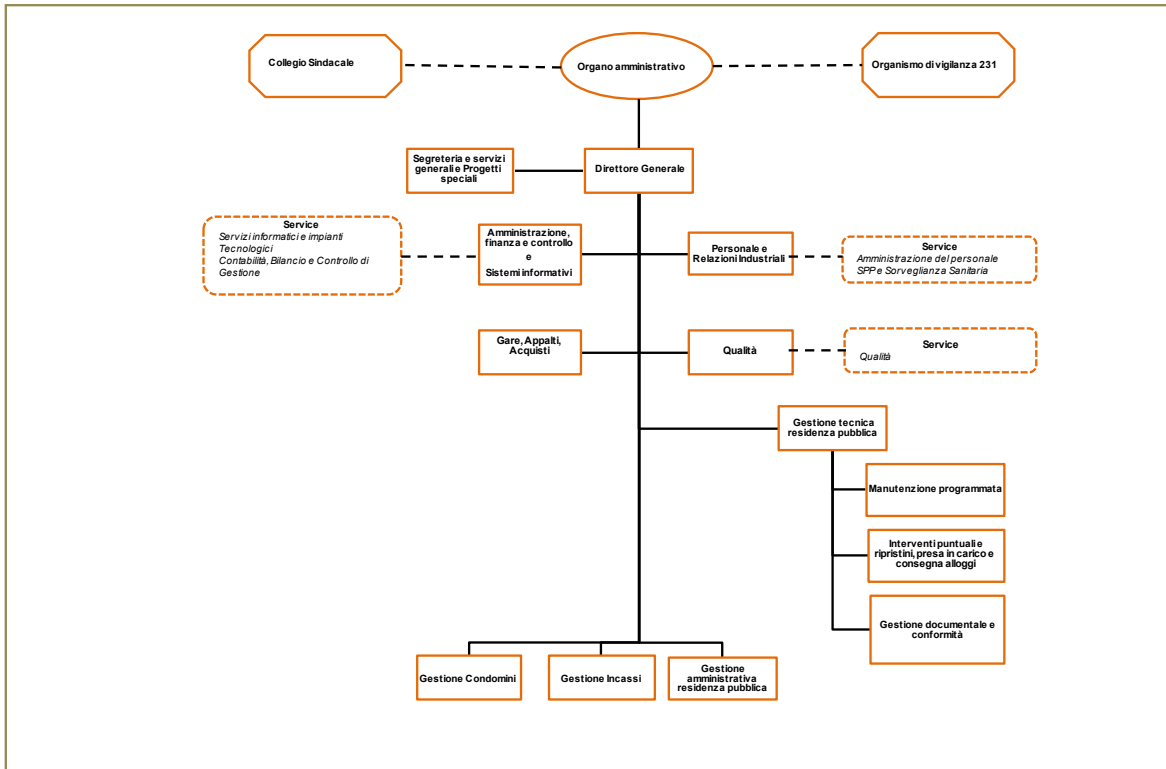 Collegio Sindacale
Organo amministrativo
Organismo di vigilanza 231
Segreteria e servizi
generali e Progetti
speciali
Direttore Generale
Service
Servizi informatici e impianti
Tecnologici
Contabilità, Bilancio e Controllo di
Gestione
Amministrazione,
finanza e controllo
e
Sistemi informativi
Personale e
Relazioni Industriali
Service
Amministrazione del personale
SPP e Sorveglianza Sanitaria
Gare, Appalti,
Acquisti
Qualità
Service
Qualità
Gestione tecnica
residenza pubblica
Manutenzione programmata
Interventi puntuali e
ripristini, presa in carico e
consegna alloggi
Gestione documentale e
conformità
Gestione Condomini
Gestione Incassi
Gestione
amministrativa
residenza pubblica